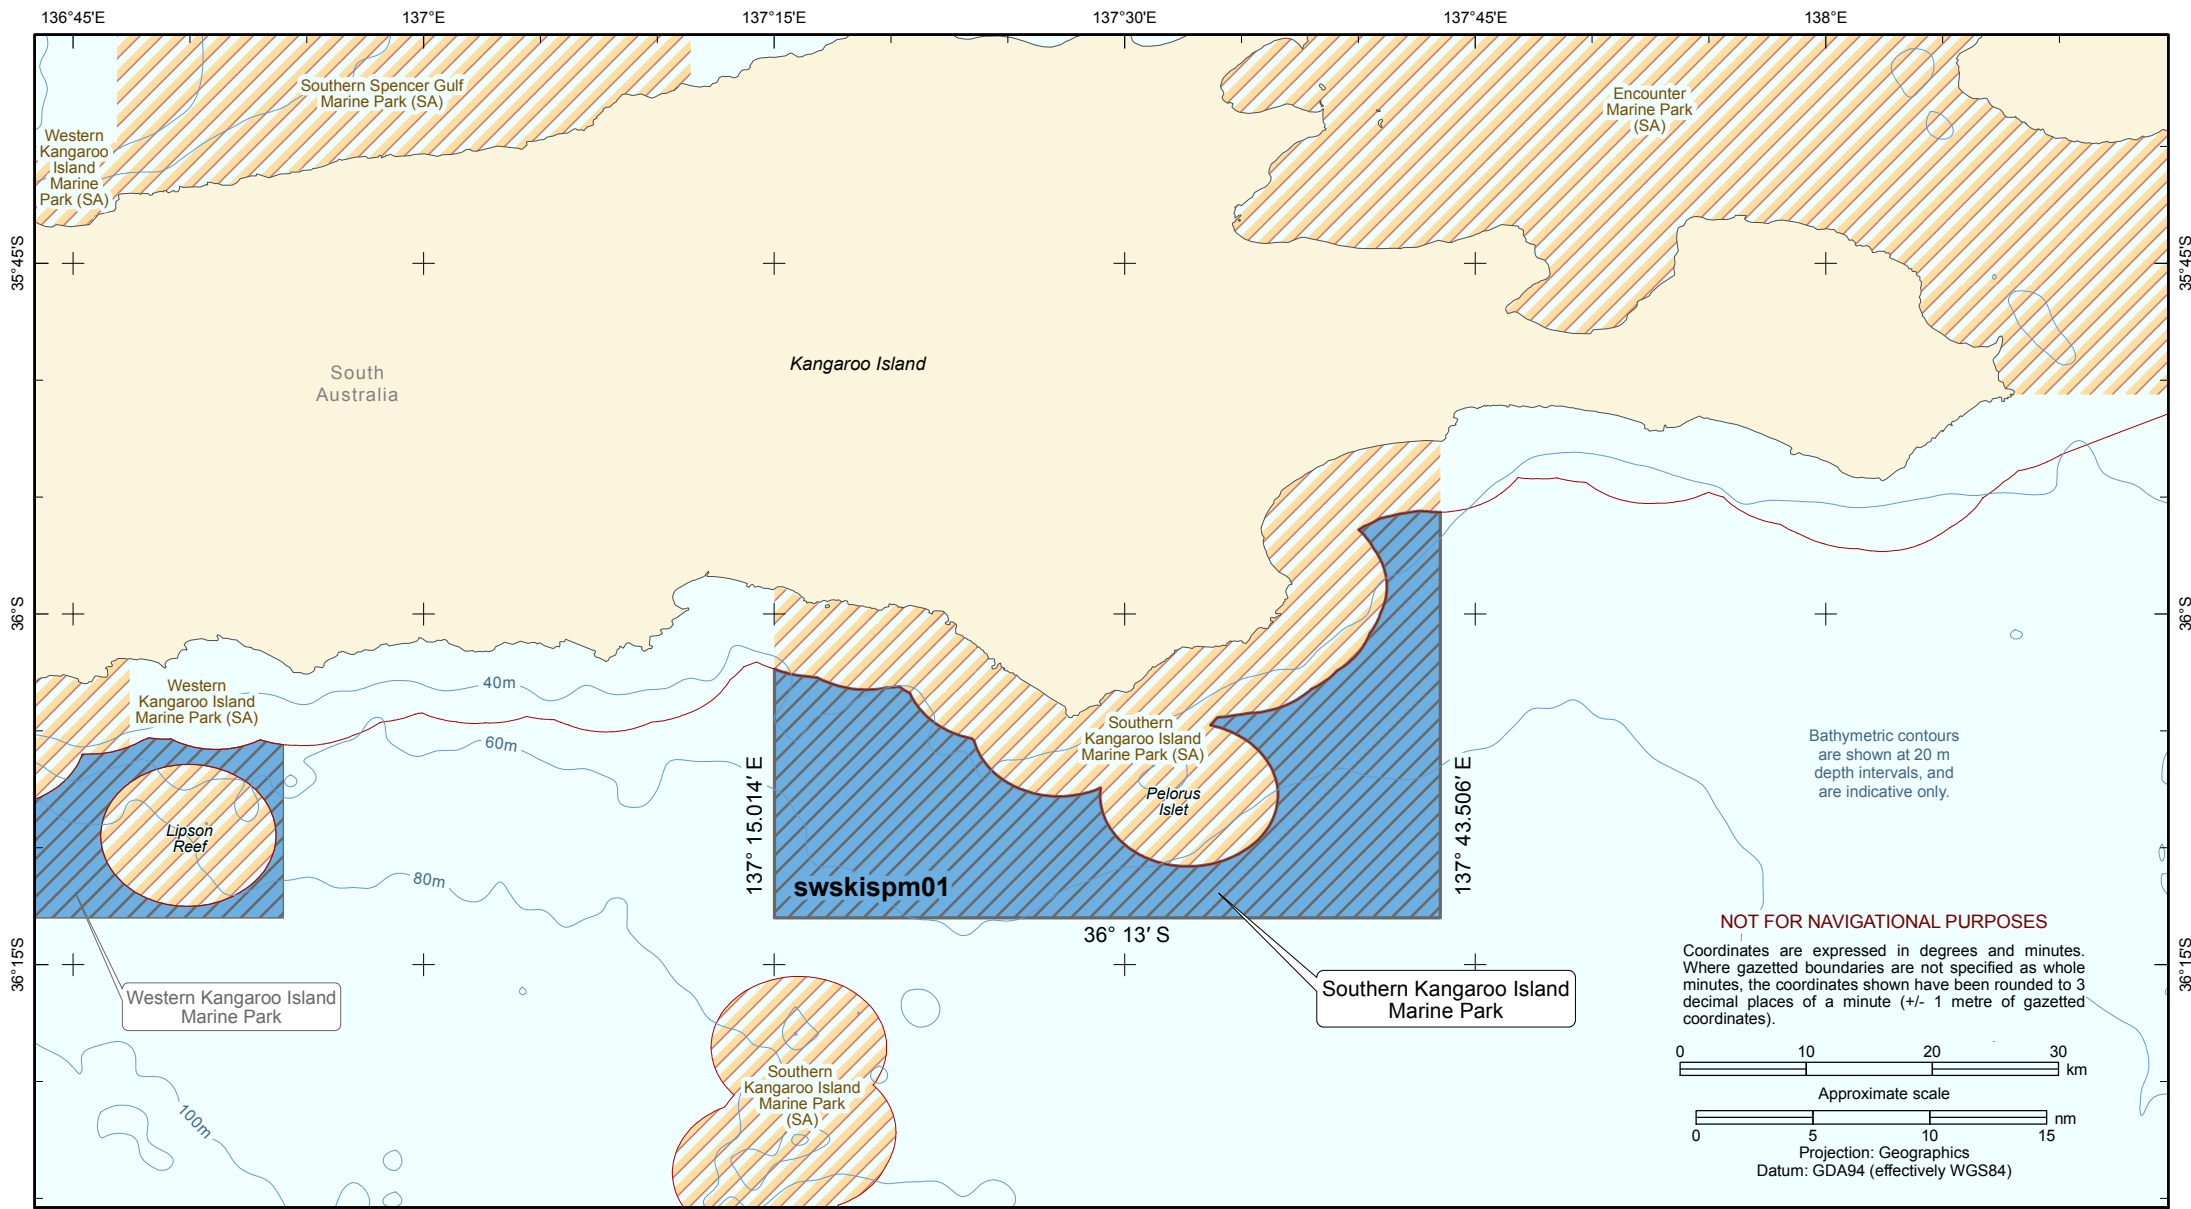 136°45'E
137°E
137°15'E
137°30'E
137°45'E
138°E
Southern Spencer Gulf
Marine Park (SA)
Encounter
Marine Park
(SA)
Western
Kangaroo
Island
Marine
Park (SA)
35°45'S
35°45'S
Kangaroo Island
South
Australia
36°S
36°S
Western
Kangaroo Island
Marine Park (SA)
40m
60m
80m
100m
Southern
Kangaroo Island
Marine Park (SA)
Pelorus
Islet
Lipson
Reef
137° 15.014′ E
137° 43.506′ E
swskispm01
36° 13′ S
Bathymetric contours
are shown at 20 m
depth intervals, and
are indicative only.
36°15'S
36°15'S
Western Kangaroo Island
Marine Park
Southern Kangaroo Island
Marine Park
Southern
Kangaroo Island
Marine Park
(SA)
NOT FOR NAVIGATIONAL PURPOSES
Coordinates are expressed in degrees and minutes.
Where gazetted boundaries are not specified as whole
minutes, the coordinates shown have been rounded to 3
decimal places of a minute (+/- 1 metre of gazetted
coordinates).
0 10 20 30
km
Approximate scale
nm
0 5 10 15
Projection: Geographics
Datum: GDA94 (effectively WGS84)